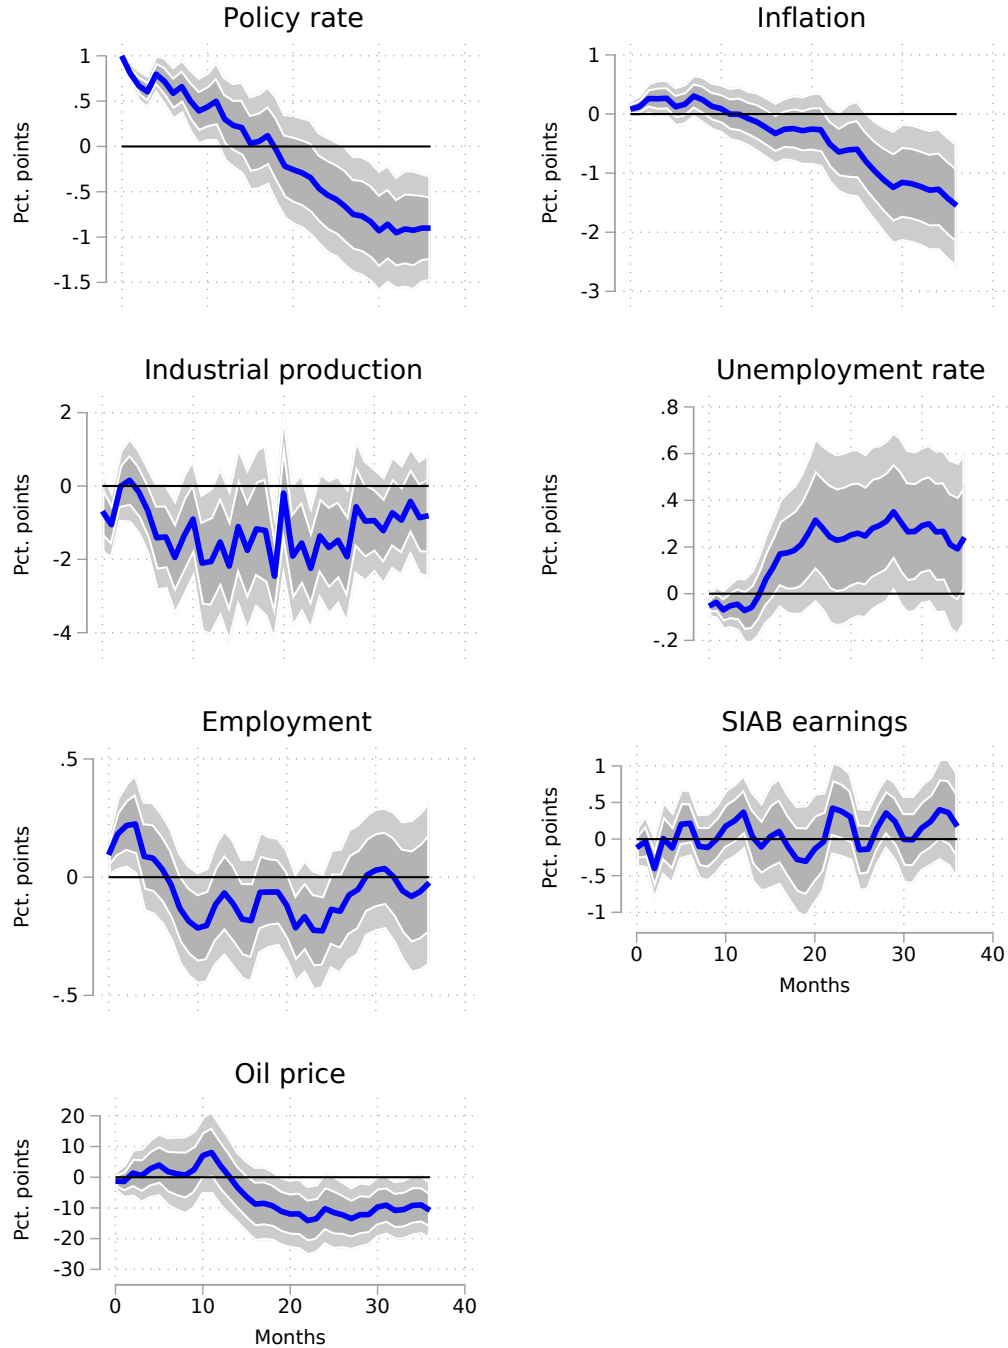 Policy rate
Pct. points
1
.5
0
-.5
-1
-1.5
Inflation
Pct. points
1
0
-1
-2
-3
Industrial production
Pct. points
2
0
-2
-4
Unemployment rate
Pct. points
.8
.6
.4
.2
0
-.2
Employment
Pct. points
.5
0
-.5
SIAB earnings
Pct. points
1
.5
0
-.5
-1
0 10 20 30 40
Months
Oil price
Pct. points
20
10
0
-10
-20
-30
0 10 20 30 40
Months